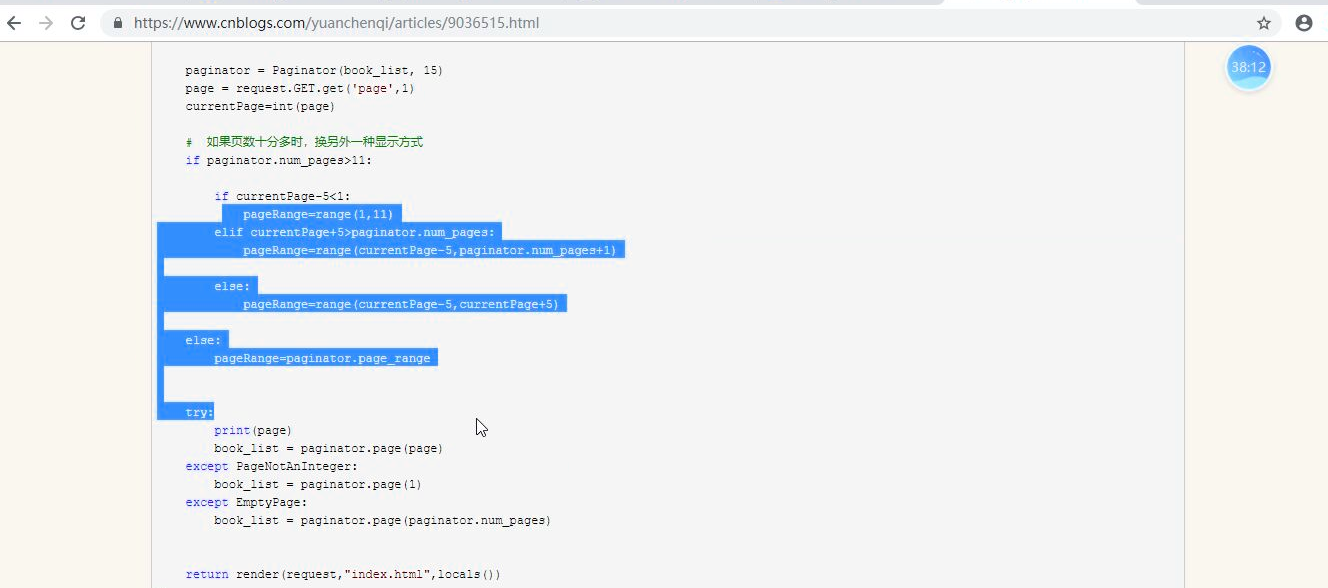 https://www.cnblogs.com/yuanchenqi/articles/9036515.html
38:12
paginator = Paginator(book_list, 15)
page = request.GET.get('page',1)
currentPage=int(page)
#  如果页数十分多时，换另外一种显示方式
if paginator.num_pages>11:
if currentPage-5<1:
pageRange=range(1,11)
elif currentPage+5>paginator.num_pages:
pageRange=range(currentPage-5,paginator.num_pages+1)
else:
pageRange=range(currentPage-5,currentPage+5)
else:
pageRange=paginator.page_range
try:
print(page)
book_list = paginator.page(page)
except PageNotAnInteger:
book_list = paginator.page(1)
except EmptyPage:
book_list = paginator.page(paginator.num_pages)
return render(request,"index.html",locals())